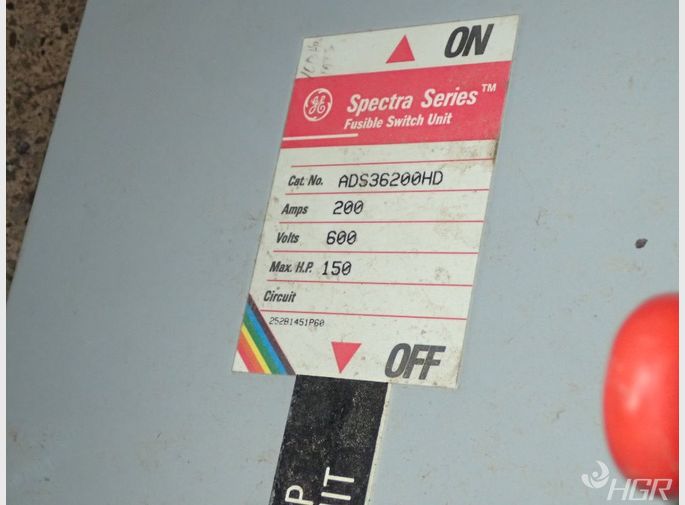 ON
GE
Spectra Series™
Fusible Switch Unit
Cat. No. ADS36200HD
Amps 200
Volts 600
Max. H.P. 150
Circuit
252B1451P60
OFF
P
IT
HGR